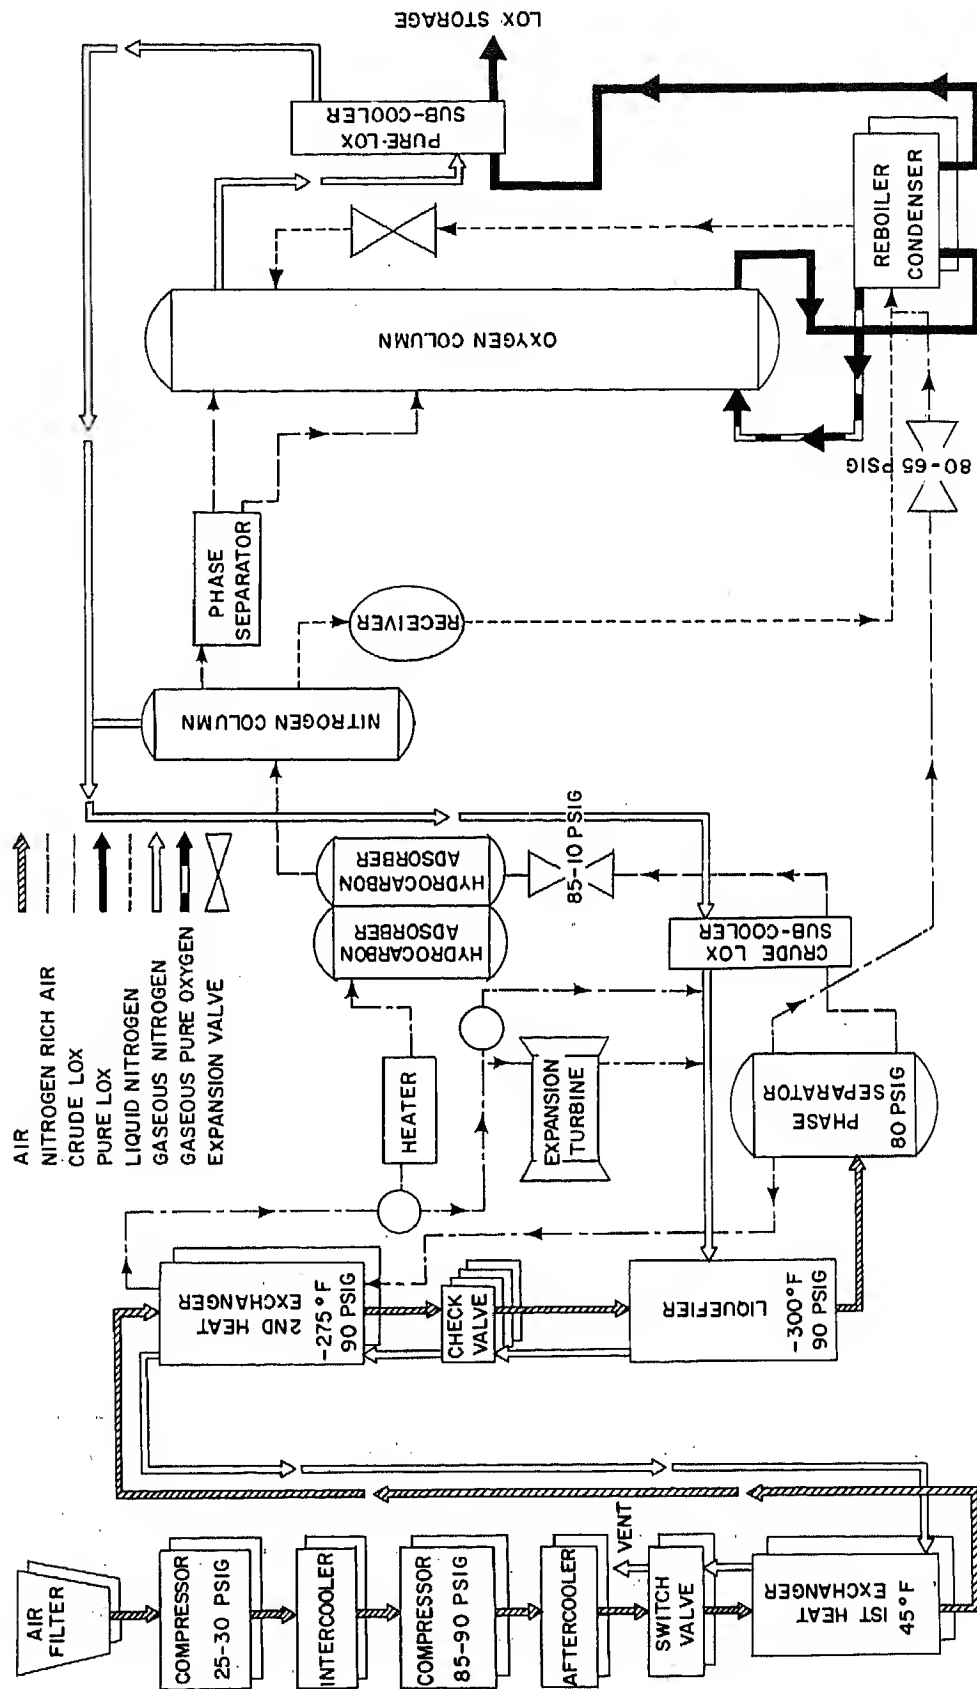 AIR
NITROGEN RICH AIR
CRUDE LOX
PURE LOX
LIQUID NITROGEN
GASEOUS NITROGEN
GASEOUS PURE OXYGEN
EXPANSION VALVE
AIR
FILTER
COMPRESSOR
25-30 PSIG
INTERCOOLER
COMPRESSOR
85-90 PSIG
AFTERCOOLER
VENT
SWITCH
VALVE
1ST HEAT
EXCHANGER
45°F
2ND HEAT
EXCHANGER
-275°F
90 PSIG
CHECK
VALVE
LIQUEFIER
-300°F
90 PSIG
HEATER
EXPANSION
TURBINE
HYDROCARBON
ADSORBER
HYDROCARBON
ADSORBER
85-10 PSIG
CRUDE LOX
SUB-COOLER
PHASE
SEPARATOR
80 PSIG
NITROGEN COLUMN
PHASE
SEPARATOR
RECEIVER
OXYGEN COLUMN
80-65
PSIG
REBOILER
CONDENSER
PURE-LOX
SUB-COOLER
LOX STORAGE